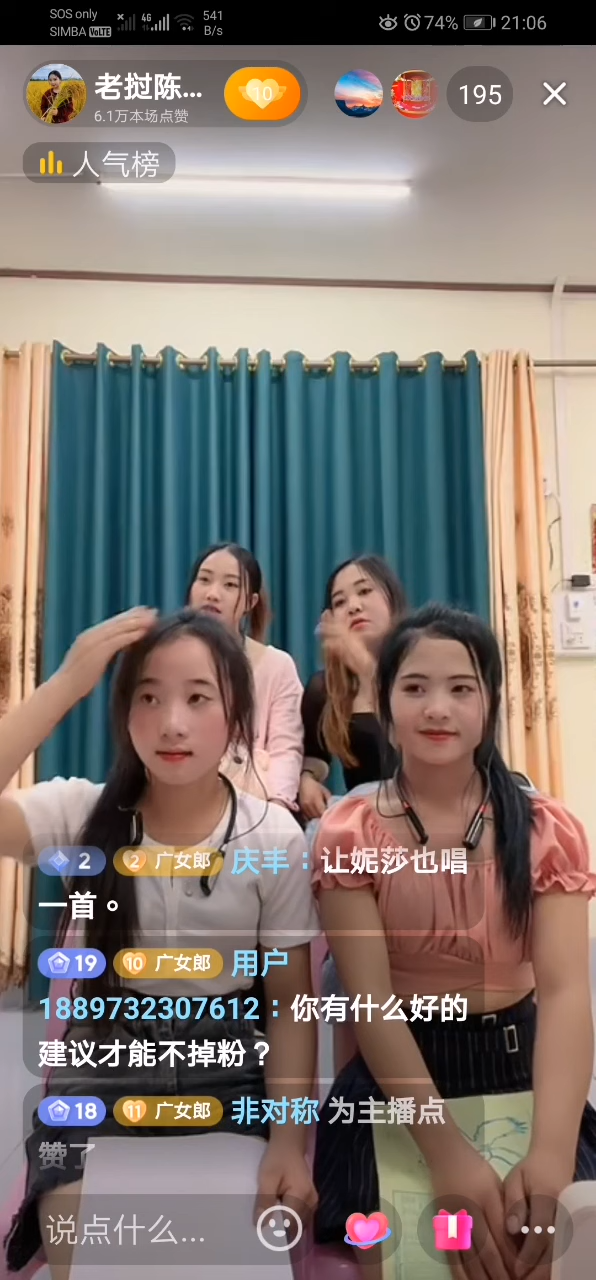 SOS only
SIMBA VoLTE
4G
541
B/s
74%
21:06
老挝陈...
6.1万本场点赞
10
195
人气榜
2 2 广女郎 庆丰：让妮莎也唱
一首。
19 10 广女郎 用户
1889732307612：你有什么好的
建议才能不掉粉？
18 11 广女郎 非对称 为主播点
赞了
说点什么...